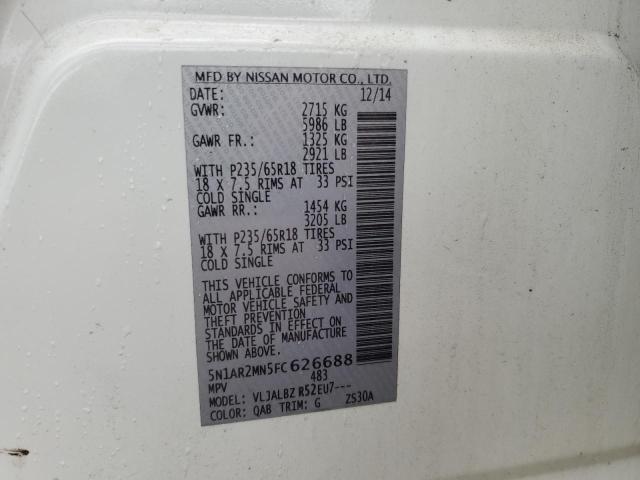 MFD BY NISSAN MOTOR CO., LTD.
DATE: 12/14
GVWR: 2715 KG
5986 LB
GAWR FR.: 1325 KG
2921 LB
WITH P235/65R18 TIRES
18 X 7.5 RIMS AT 33 PSI
COLD SINGLE
GAWR RR.: 1454 KG
3205 LB
WITH P235/65R18 TIRES
18 X 7.5 RIMS AT 33 PSI
COLD SINGLE
THIS VEHICLE CONFORMS TO
ALL APPLICABLE FEDERAL
MOTOR VEHICLE SAFETY AND
THEFT PREVENTION
STANDARDS IN EFFECT ON
THE DATE OF MANUFACTURE
SHOWN ABOVE.
5N1AR2MN5FC626688
MPV 483
MODEL: VLJALBZ R52EU7---
COLOR: QAB TRIM: G ZS30A